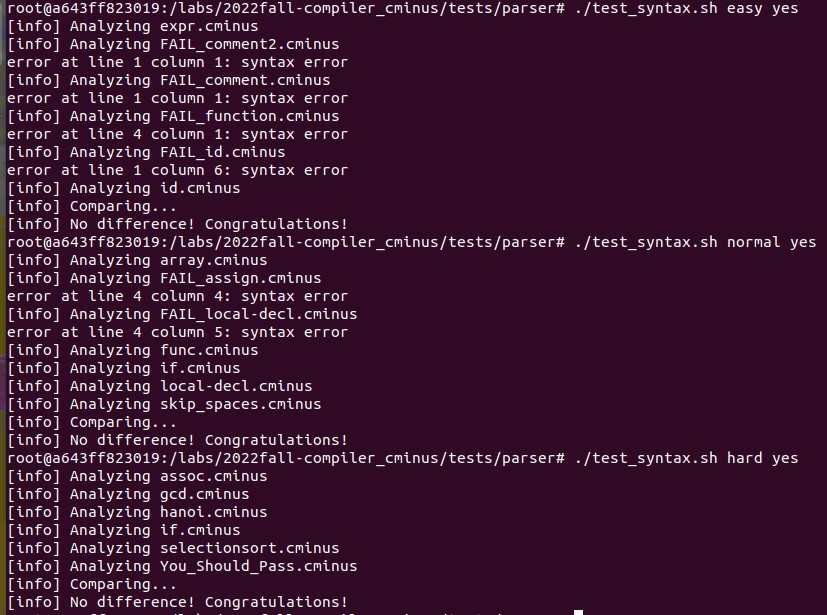 root@a643ff823019:/labs/2022fall-compiler_cminus/tests/parser# ./test_syntax.sh easy yes
[info] Analyzing expr.cminus
[info] Analyzing FAIL_comment2.cminus
error at line 1 column 1: syntax error
[info] Analyzing FAIL_comment.cminus
error at line 1 column 1: syntax error
[info] Analyzing FAIL_function.cminus
error at line 4 column 1: syntax error
[info] Analyzing FAIL_id.cminus
error at line 1 column 6: syntax error
[info] Analyzing id.cminus
[info] Comparing...
[info] No difference! Congratulations!
root@a643ff823019:/labs/2022fall-compiler_cminus/tests/parser# ./test_syntax.sh normal yes
[info] Analyzing array.cminus
[info] Analyzing FAIL_assign.cminus
error at line 4 column 4: syntax error
[info] Analyzing FAIL_local-decl.cminus
error at line 4 column 5: syntax error
[info] Analyzing func.cminus
[info] Analyzing if.cminus
[info] Analyzing local-decl.cminus
[info] Analyzing skip_spaces.cminus
[info] Comparing...
[info] No difference! Congratulations!
root@a643ff823019:/labs/2022fall-compiler_cminus/tests/parser# ./test_syntax.sh hard yes
[info] Analyzing assoc.cminus
[info] Analyzing gcd.cminus
[info] Analyzing hanoi.cminus
[info] Analyzing if.cminus
[info] Analyzing selectionsort.cminus
[info] Analyzing You_Should_Pass.cminus
[info] Comparing...
[info] No difference! Congratulations!